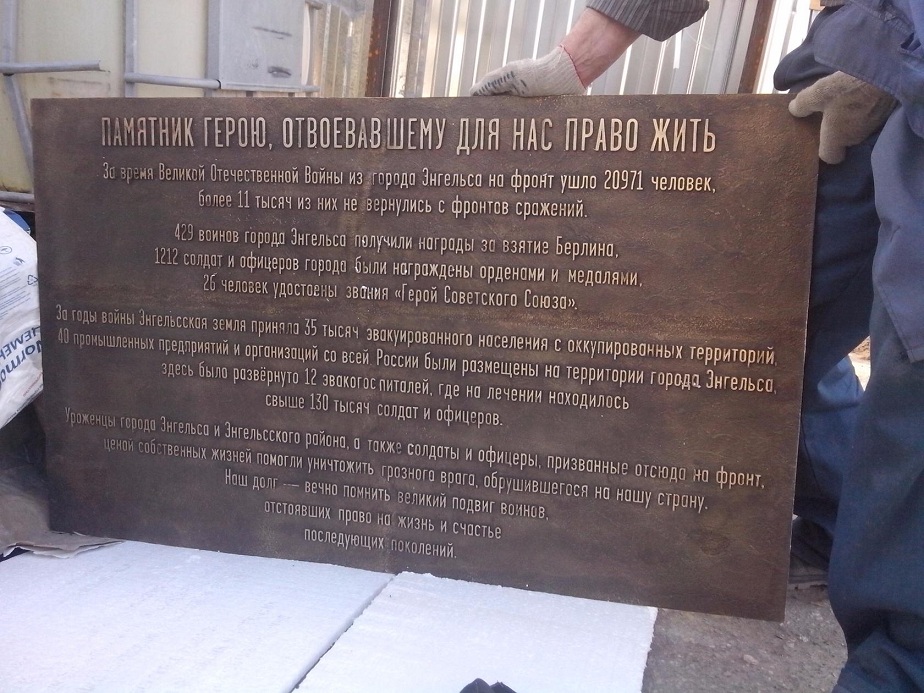 ПАМЯТНИК ГЕРОЮ, ОТВОЕВАВШЕМУ ДЛЯ НАС ПРАВО ЖИТЬ
За время Великой Отечественной Войны из города Энгельса на фронт ушло 20971 человек,
более 11 тысяч из них не вернулись с фронтов сражений.
429 воинов города Энгельса получили награды за взятие Берлина,
1212 солдат и офицеров города были награждены орденами и медалями,
26 человек удостоены звания «Герой Советского Союза».
За годы войны Энгельсская земля приняла 35 тысяч эвакуированного населения с оккупированных территорий,
40 промышленных предприятий и организаций со всей России были размещены на территории города Энгельса,
здесь было развёрнуто 12 эвакогоспиталей, где на лечении находилось
свыше 130 тысяч солдат и офицеров.
Уроженцы города Энгельса и Энгельсского района, а также солдаты и офицеры, призванные отсюда на фронт,
ценой собственных жизней помогли уничтожить грозного врага, обрушившегося на нашу страну.
Наш долг — вечно помнить великий подвиг воинов,
отстоявших право на жизнь и счастье
последующих поколений.